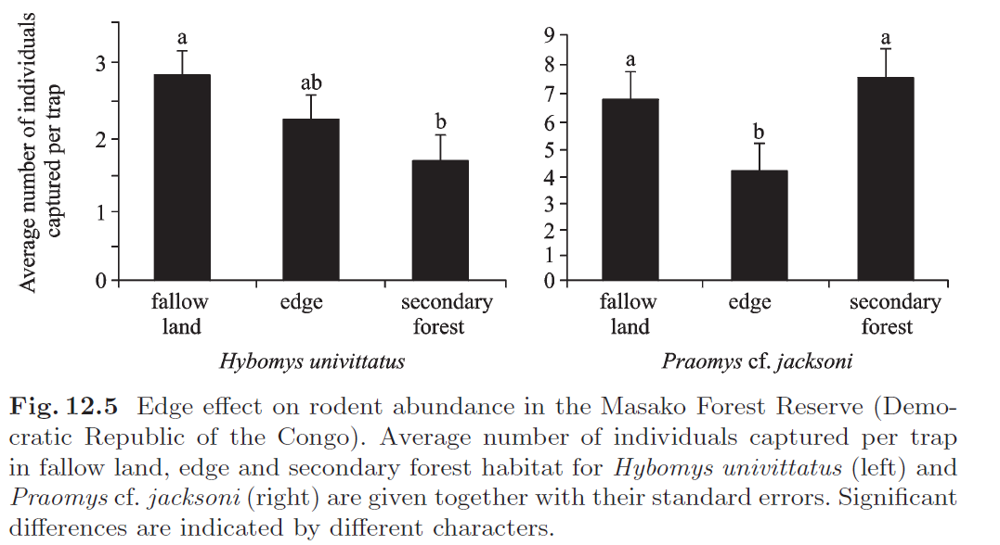 Average number of individuals
captured per trap
3
2
1
0
a
ab
b
fallow
land
edge
secondary
forest
Hybomys univittatus
9
8
7
6
5
4
3
2
1
0
a
b
a
fallow
land
edge
secondary
forest
Praomys cf. jacksoni
Fig. 12.5 Edge effect on rodent abundance in the Masako Forest Reserve (Demo-
cratic Republic of the Congo). Average number of individuals captured per trap
in fallow land, edge and secondary forest habitat for Hybomys univittatus (left) and
Praomys cf. jacksoni (right) are given together with their standard errors. Significant
differences are indicated by different characters.